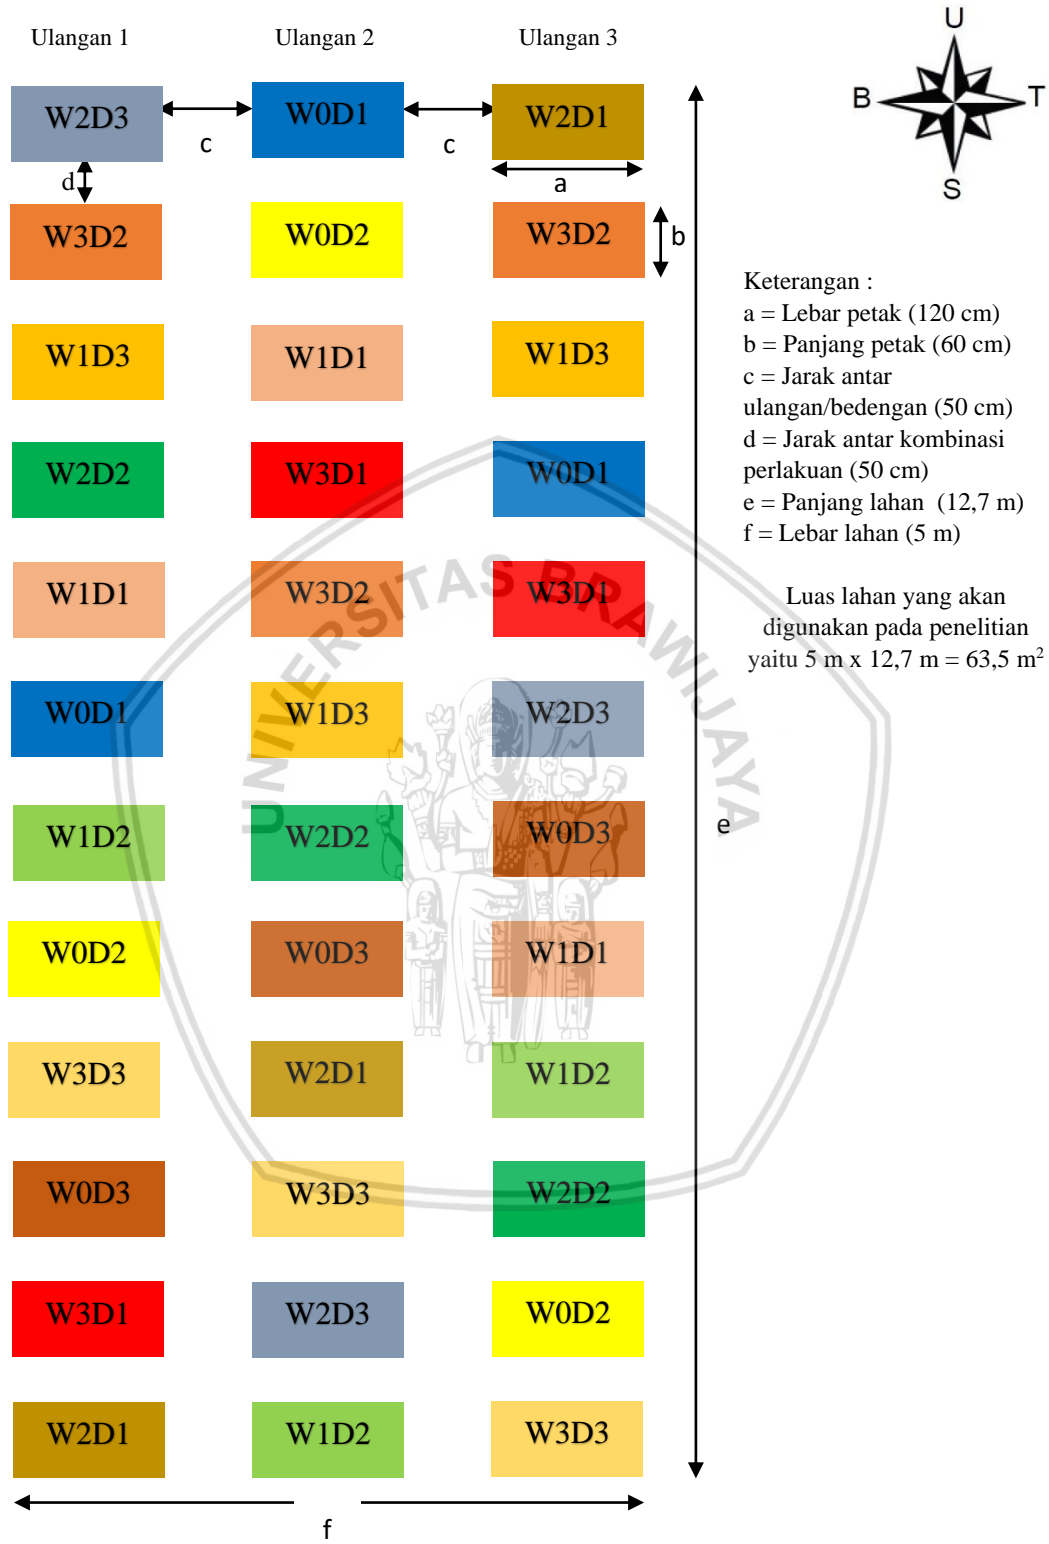 Ulangan 1 Ulangan 2 Ulangan 3
U
B T
S
W2D3 W0D1 W2D1
c c
d a
W3D2 W0D2 W3D2
b
W1D3 W1D1 W1D3
W2D2 W3D1 W0D1
W1D1 W3D2 W3D1
W0D1 W1D3 W2D3
W1D2 W2D2 W0D3
e
W0D2 W0D3 W1D1
W3D3 W2D1 W1D2
W0D3 W3D3 W2D2
W3D1 W2D3 W0D2
W2D1 W1D2 W3D3
f
Keterangan :
a = Lebar petak (120 cm)
b = Panjang petak (60 cm)
c = Jarak antar
ulangan/bedengan (50 cm)
d = Jarak antar kombinasi
perlakuan (50 cm)
e = Panjang lahan (12,7 m)
f = Lebar lahan (5 m)
Luas lahan yang akan
digunakan pada penelitian
yaitu 5 m x 12,7 m = 63,5 m²
UNIVERSITAS BRAWIJAYA